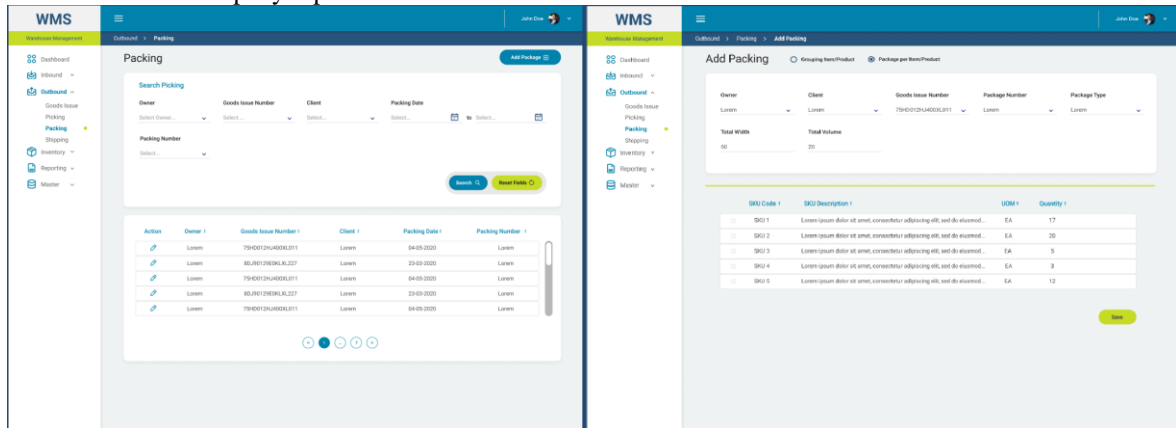 WMS
John Doe
Warehouse Management
Outbound > Packing
Dashboard
Inbound
Outbound
Goods Issue
Picking
Packing
Shipping
Inventory
Reporting
Master
Packing
Add Package
Search Picking
Owner Goods Issue Number Client Packing Date
Select Owner... Select... Select... Select... to Select...
Packing Number
Select...
Search Reset Fields
Action Owner Goods Issue Number Client Packing Date Packing Number
Lorem 75HD012HJ400XL011 Lorem 04-05-2020 Lorem
Lorem 80J90129E0KLXL227 Lorem 23-03-2020 Lorem
Lorem 75HD012HJ400XL011 Lorem 04-05-2020 Lorem
Lorem 80J90129E0KLXL227 Lorem 23-03-2020 Lorem
Lorem 75HD012HJ400XL011 Lorem 04-05-2020 Lorem
WMS
John Doe
Warehouse Management
Outbound > Packing > Add Packing
Dashboard
Inbound
Outbound
Goods Issue
Picking
Packing
Shipping
Inventory
Reporting
Master
Add Packing Grouping Item/Product Package per Item/Product
Owner Client Goods Issue Number Package Number Package Type
Lorem Lorem 75HD012HJ400XL011 Lorem Lorem
Total Width Total Volume
50 20
SKU Code SKU Description UOM Quantity
SKU 1 Lorem ipsum dolor sit amet, consectetur adipiscing elit, sed do eiusmod... EA 17
SKU 2 Lorem ipsum dolor sit amet, consectetur adipiscing elit, sed do eiusmod... EA 20
SKU 3 Lorem ipsum dolor sit amet, consectetur adipiscing elit, sed do eiusmod... EA 5
SKU 4 Lorem ipsum dolor sit amet, consectetur adipiscing elit, sed do eiusmod... EA 3
SKU 5 Lorem ipsum dolor sit amet, consectetur adipiscing elit, sed do eiusmod... EA 12
Save